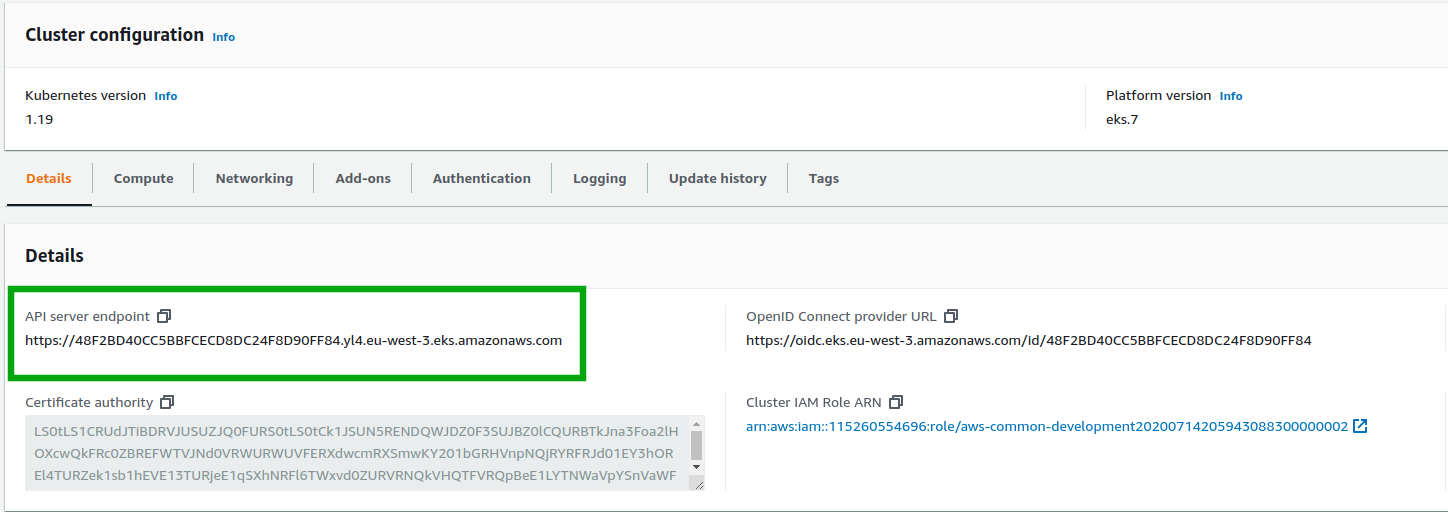 Cluster configuration Info
Kubernetes version Info
1.19
Platform version Info
eks.7
Details Compute Networking Add-ons Authentication Logging Update history Tags
Details
API server endpoint
https://48F2BD40CC5BBFCECD8DC24F8D90FF84.yl4.eu-west-3.eks.amazonaws.com
OpenID Connect provider URL
https://oidc.eks.eu-west-3.amazonaws.com/id/48F2BD40CC5BBFCECD8DC24F8D90FF84
Certificate authority
LS0tLS1CRUdJTiBDRVJUSUZJQ0FURS0tLS0tCk1JSUN5RENDQWJDZ0F3SUJBZ0lCQURBTkJna3Foa2lH
OXcwQkFRc0ZBREFWTVJNd0VRWURWUVFERXdwcmRXSmwKY201bGRHVnpNQjRYRFRJd01EY3hOR
El4TURZek1sb1hEVE13TURjeE1qSXhNRFl6TWxvd0ZURVRNQkVHQTFVRQpBeE1LYTNWaVpYSnVaWF
Cluster IAM Role ARN
arn:aws:iam::115260554696:role/aws-common-development20200714205943088300000002